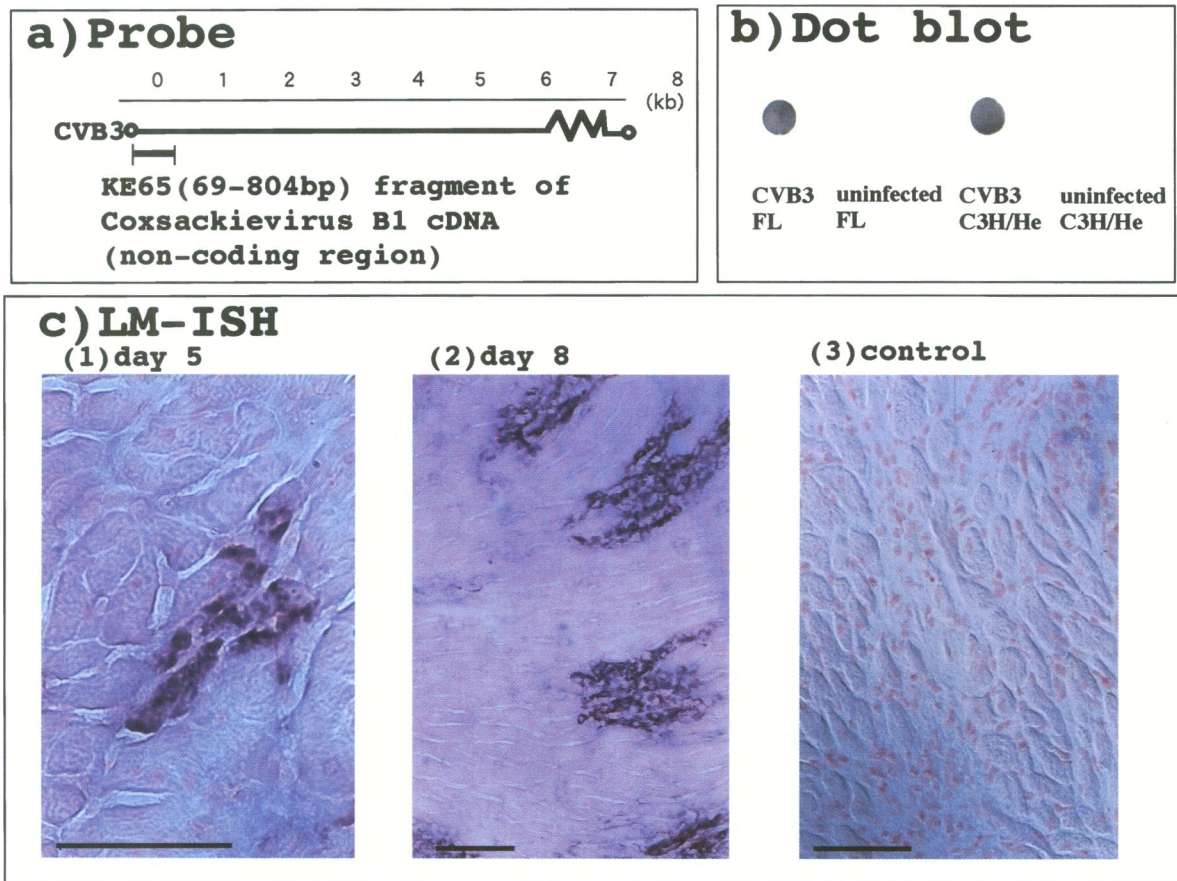 a)Probe
0 1 2 3 4 5 6 7 8
(kb)
CVB3
KE65(69-804bp) fragment of
Coxsackievirus B1 cDNA
(non-coding region)
b)Dot blot
CVB3 uninfected CVB3 uninfected
FL FL C3H/He C3H/He
c)LM-ISH
(1)day 5 (2)day 8 (3)control